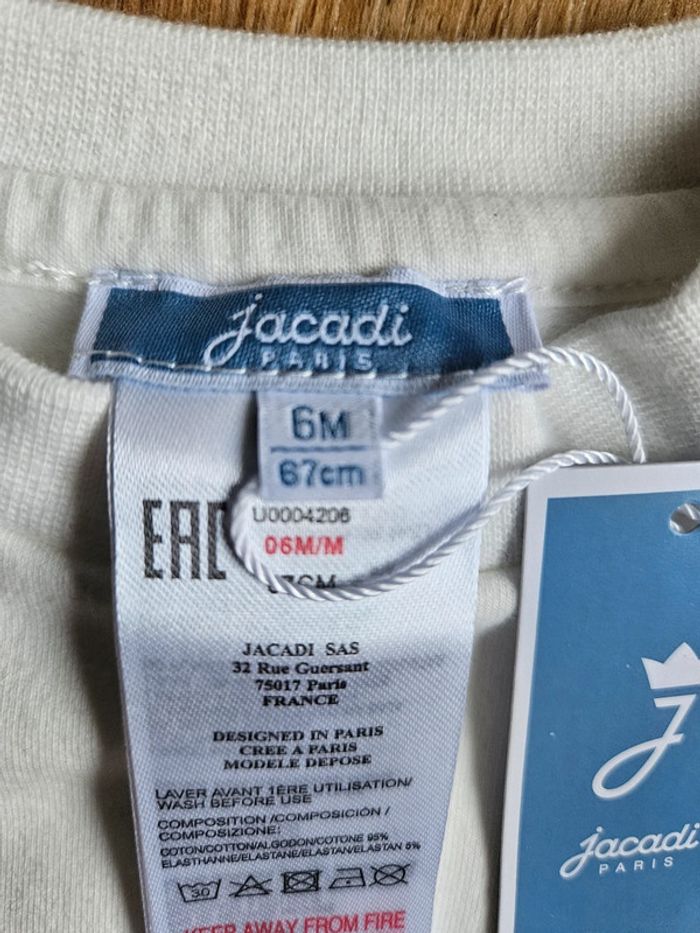 jacadi
PARIS
6M
67cm
EAC
U0004206
06M/M
JACADI SAS
32 Rue Guersant
75017 Paris
FRANCE
DESIGNED IN PARIS
CREE A PARIS
MODELE DEPOSE
LAVER AVANT 1ÈRE UTILISATION/
WASH BEFORE USE
COMPOSITION /COMPOSICIÓN /
COMPOSIZIONE:
COTON/COTTON/ALGODON/COTONE 95%
ELASTHANNE/ELASTANE/ELASTAN/ELASTAN 5%
30
KEEP AWAY FROM FIRE
J
jacadi
PARIS